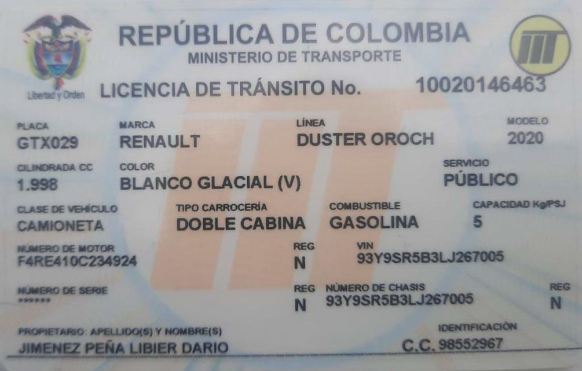 REPÚBLICA DE COLOMBIA
MINISTERIO DE TRANSPORTE
Libertad y Orden
LICENCIA DE TRÁNSITO No. 10020146463
PLACA MARCA LÍNEA MODELO
GTX029 RENAULT DUSTER OROCH 2020
CILINDRADA CC COLOR SERVICIO
1.998 BLANCO GLACIAL (V) PÚBLICO
CLASE DE VEHÍCULO TIPO CARROCERÍA COMBUSTIBLE CAPACIDAD Kg/PSJ
CAMIONETA DOBLE CABINA GASOLINA 5
NÚMERO DE MOTOR REG VIN
F4RE410C234924 N 93Y9SR5B3LJ267005
NÚMERO DE SERIE REG NÚMERO DE CHASIS REG
****** N 93Y9SR5B3LJ267005 N
PROPIETARIO: APELLIDO(S) Y NOMBRE(S) IDENTIFICACIÓN
JIMENEZ PEÑA LIBIER DARIO C.C. 98552967